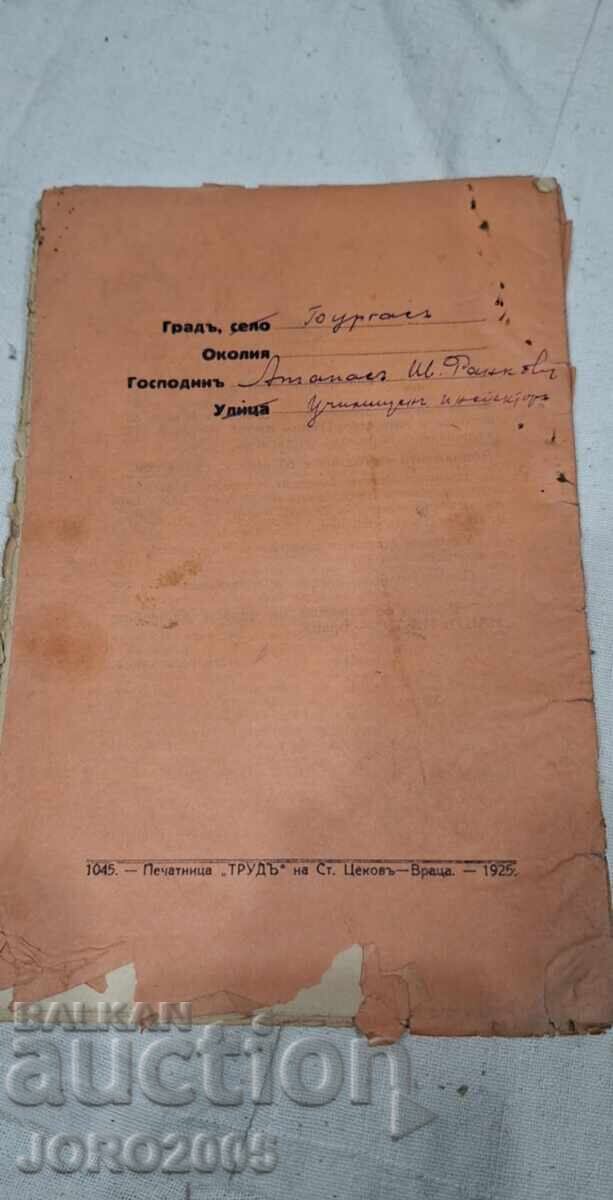 Градъ, село Бургасъ
Околия
Господинъ Атанасъ Ш.
Улица Училищенъ инспекторъ
1045. — Печатница „ТРУДЪ“ на Ст. Цековъ—Враца. — 1925.
BALKAN
auction
JORO2005